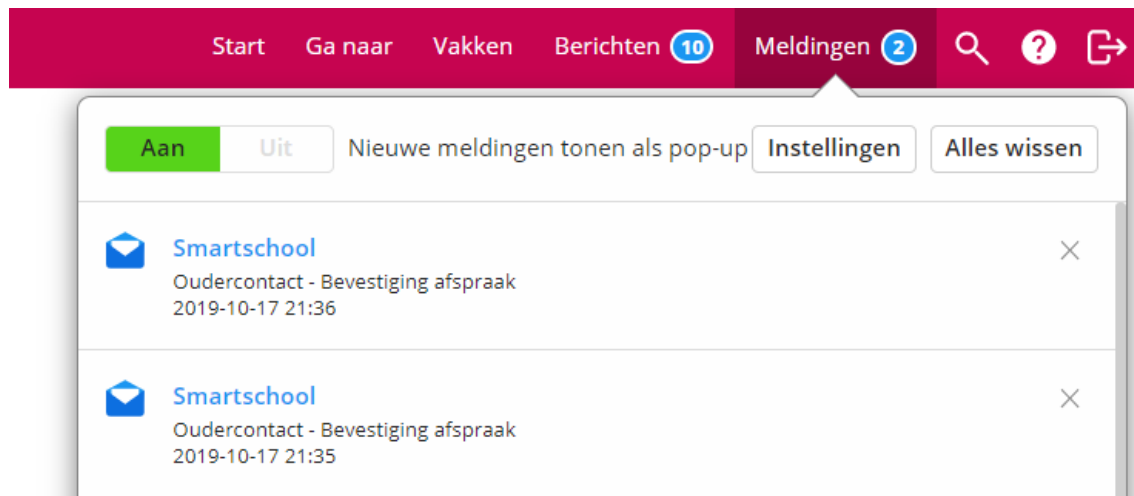 Start Ga naar Vakken Berichten 10 Meldingen 2 ?
Aan Uit Nieuwe meldingen tonen als pop-up Instellingen Alles wissen
Smartschool
Oudercontact - Bevestiging afspraak
2019-10-17 21:36
Smartschool
Oudercontact - Bevestiging afspraak
2019-10-17 21:35